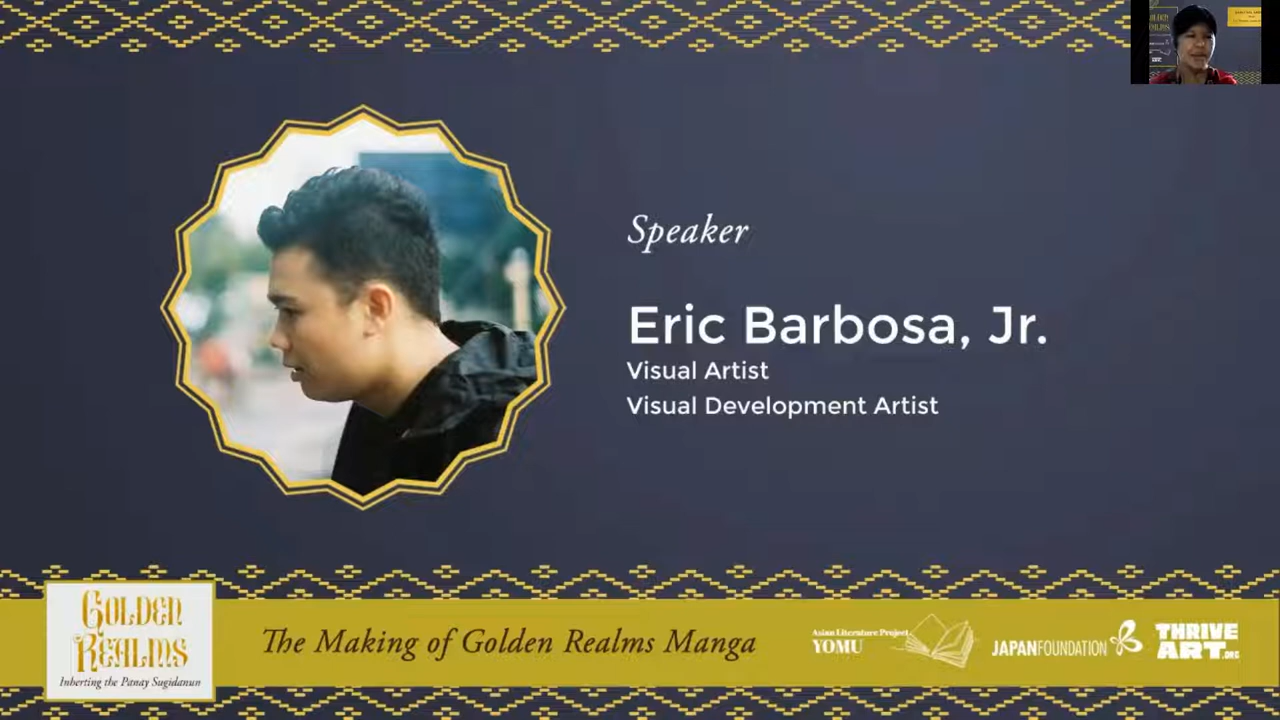 Speaker
Eric Barbosa, Jr.
Visual Artist
Visual Development Artist
GOLDEN
REALMS
Inherting the Panay Sugidanun
The Making of Golden Realms Manga
Asian Literature Project
YOMU
JAPANFOUNDATION
THRIVE
ART.ORG